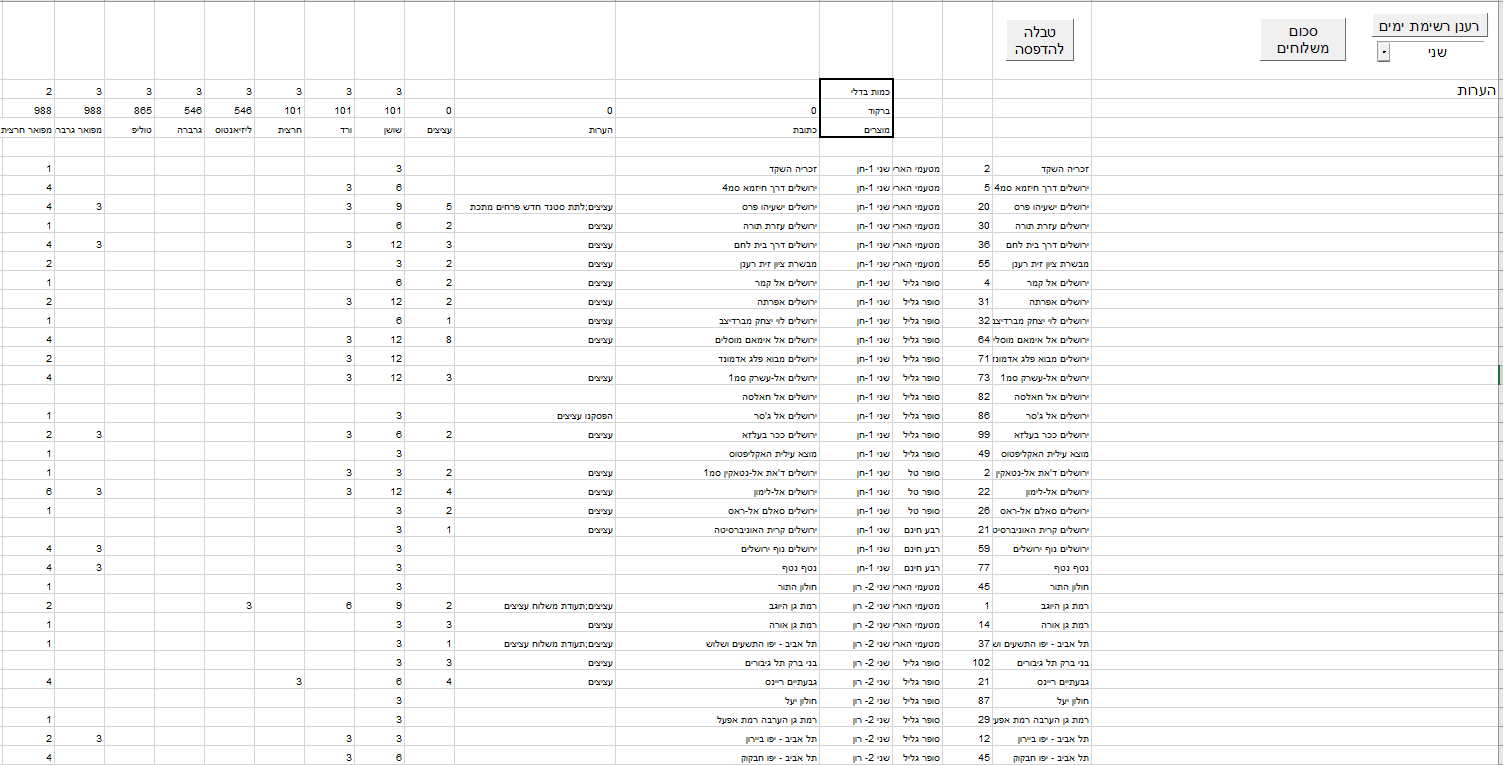 רענן רשימת ימים
שני
סכום
משלוחים
טבלה
להדפסה
הערות
כמות בדלי 3 3 3 3 3 3 3 2
ברקוד 0 0 0 101 101 101 546 546 865 988 988
מוצרים כתובת הערות עציצים שושן ורד חרצית ליזיאנטוס גרברה טוליפ מפואר גרברה מפואר חרצית
זכריה השקד 2 מטעמי הארי שני 1-חן זכריה השקד 3 1
ירושלים דרך חיזמא סמ4 5 מטעמי הארי שני 1-חן ירושלים דרך חיזמא סמ4 6 3 4
ירושלים ישעיהו פרס 20 מטעמי הארי שני 1-חן ירושלים ישעיהו פרס עציצים;לתת סטנד חדש פרחים מתכת 5 9 3 3 4
ירושלים עזרת תורה 30 מטעמי הארי שני 1-חן ירושלים עזרת תורה עציצים 2 6 1
ירושלים דרך בית לחם 36 מטעמי הארי שני 1-חן ירושלים דרך בית לחם עציצים 3 12 3 3 4
מבשרת ציון זית רענן 55 מטעמי הארי שני 1-חן מבשרת ציון זית רענן עציצים 2 3 2
ירושלים אל קמר 4 סופר גליל שני 1-חן ירושלים אל קמר עציצים 2 6 1
ירושלים אפרתה 31 סופר גליל שני 1-חן ירושלים אפרתה עציצים 2 12 3 2
ירושלים לוי יצחק מברדיצב 32 סופר גליל שני 1-חן ירושלים לוי יצחק מברדיצב עציצים 1 6 1
ירושלים אל אימאם מוסלי 64 סופר גליל שני 1-חן ירושלים אל אימאם מוסלים עציצים 8 12 3 4
ירושלים מבוא פלג אדמונד 71 סופר גליל שני 1-חן ירושלים מבוא פלג אדמונד 12 3 2
ירושלים אל-עשרק סמ1 73 סופר גליל שני 1-חן ירושלים אל-עשרק סמ1 עציצים 3 12 3 4
ירושלים אל חאלסה 82 סופר גליל שני 1-חן ירושלים אל חאלסה
ירושלים אל ג'סר 86 סופר גליל שני 1-חן ירושלים אל ג'סר הפסקנו עציצים 3 1
ירושלים ככר בעלזא 99 סופר גליל שני 1-חן ירושלים ככר בעלזא עציצים 2 6 3 3 2
מוצא עילית האקליפטוס 49 סופר גליל שני 1-חן מוצא עילית האקליפטוס 3 1
ירושלים ד'את אל-נטאקין 2 סופר טל שני 1-חן ירושלים ד'את אל-נטאקין סמ1 עציצים 2 3 3 1
ירושלים אל-לימון 22 סופר טל שני 1-חן ירושלים אל-לימון עציצים 4 12 3 3 6
ירושלים סאלם אל-ראס 26 סופר טל שני 1-חן ירושלים סאלם אל-ראס עציצים 2 3 1
ירושלים קרית האוניברסיט 21 רבע חינם שני 1-חן ירושלים קרית האוניברסיטה עציצים 1 3
ירושלים נוף ירושלים 59 רבע חינם שני 1-חן ירושלים נוף ירושלים 3 3 4
נטף נטף 77 רבע חינם שני 1-חן נטף נטף 3 3 4
חולון התור 45 מטעמי הארי שני 2- רון חולון התור 3 1
רמת גן היוגב 1 מטעמי הארי שני 2- רון רמת גן היוגב עציצים;תעודת משלוח עציצים 2 9 6 3 2
רמת גן אורה 14 מטעמי הארי שני 2- רון רמת גן אורה עציצים 3 3 1
תל אביב - יפו התשעים וש 37 מטעמי הארי שני 2- רון תל אביב - יפו התשעים ושלוש עציצים;תעודת משלוח עציצים 1 3 1
בני ברק תל גיבורים 102 סופר גליל שני 2- רון בני ברק תל גיבורים עציצים 3 3
גבעתיים ריינס 21 סופר גליל שני 2- רון גבעתיים ריינס עציצים 4 6 3 4
חולון יעל 87 סופר גליל שני 2- רון חולון יעל 3
רמת גן הערבה רמת אפעי 29 סופר גליל שני 2- רון רמת גן הערבה רמת אפעל 3 1
תל אביב - יפו ביירון 12 סופר גליל שני 2- רון תל אביב - יפו ביירון 3 3 3 2
תל אביב - יפו חבקוק 45 סופר גליל שני 2- רון תל אביב - יפו חבקוק 6 3 4